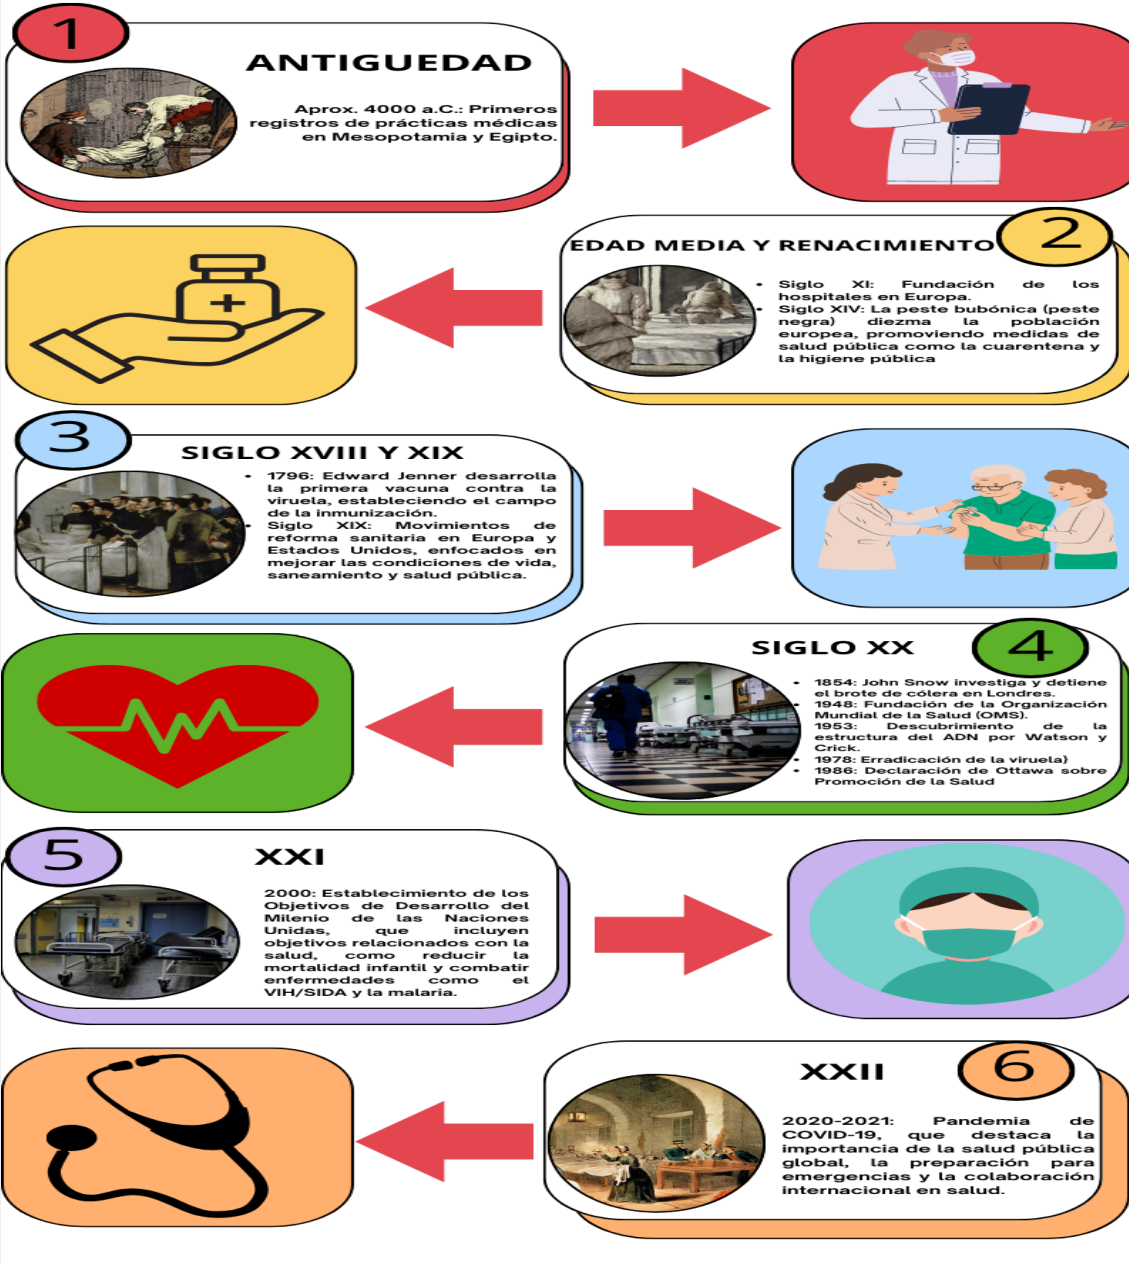 1
ANTIGUEDAD
Aprox. 4000 a.C.: Primeros
registros de prácticas médicas
en Mesopotamia y Egipto.
2
EDAD MEDIA Y RENACIMIENTO
• Siglo XI: Fundación de los
hospitales en Europa.
• Siglo XIV: La peste bubónica (peste
negra) diezma la población
europea, promoviendo medidas de
salud pública como la cuarentena y
la higiene pública
3
SIGLO XVIII Y XIX
• 1796: Edward Jenner desarrolla
la primera vacuna contra la
viruela, estableciendo el campo
de la inmunización.
• Siglo XIX: Movimientos de
reforma sanitaria en Europa y
Estados Unidos, enfocados en
mejorar las condiciones de vida,
saneamiento y salud pública.
4
SIGLO XX
• 1854: John Snow investiga y detiene
el brote de cólera en Londres.
• 1948: Fundación de la Organización
Mundial de la Salud (OMS).
• 1953: Descubrimiento de la
estructura del ADN por Watson y
Crick.
• 1978: Erradicación de la viruela}
• 1986: Declaración de Ottawa sobre
Promoción de la Salud
5
XXI
2000: Establecimiento de los
Objetivos de Desarrollo del
Milenio de las Naciones
Unidas, que incluyen
objetivos relacionados con la
salud, como reducir la
mortalidad infantil y combatir
enfermedades como el
VIH/SIDA y la malaria.
6
XXII
2020-2021: Pandemia de
COVID-19, que destaca la
importancia de la salud pública
global, la preparación para
emergencias y la colaboración
internacional en salud.